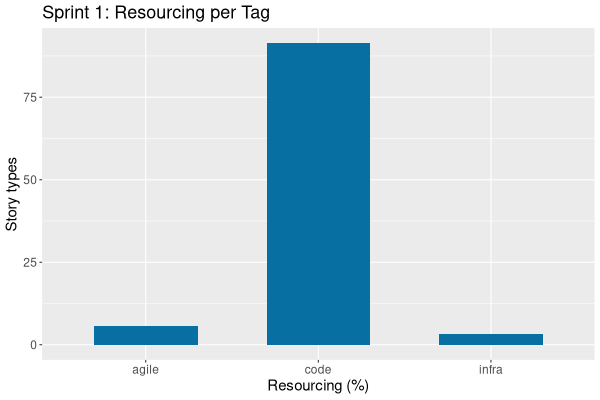 Sprint 1: Resourcing per Tag
Story types
75
50
25
0
agile code infra
Resourcing (%)